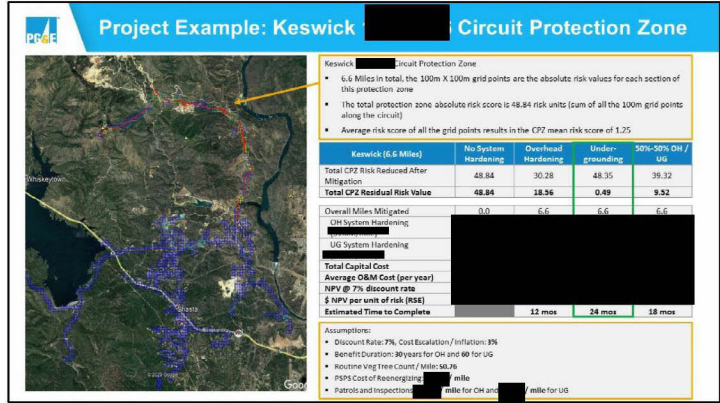 PG&E
Project Example: Keswick 1 Circuit Protection Zone
Keswick Circuit Protection Zone
▪ 6.6 Miles in total, the 100m X 100m grid points are the absolute risk values for each section of
this protection zone
▪ The total protection zone absolute risk score is 48.84 risk units (sum of all the 100m grid points
along the circuit)
▪ Average risk score of all the grid points results in the CPZ mean risk score of 1.25
Keswick (6.6 Miles) No System Hardening Overhead Hardening Under-grounding 50%-50% OH / UG
Total CPZ Risk Reduced After Mitigation 48.84 30.28 48.35 39.32
Total CPZ Residual Risk Value 48.84 18.56 0.49 9.52
Overall Miles Mitigated 0.0 6.6 6.6 6.6
OH System Hardening
UG System Hardening
Total Capital Cost
Average O&M Cost (per year)
NPV @ 7% discount rate
$ NPV per unit of risk (RSE)
Estimated Time to Complete 12 mos 24 mos 18 mos
Assumptions:
▪ Discount Rate: 7%, Cost Escalation / Inflation: 3%
▪ Benefit Duration: 30 years for OH and 60 for UG
▪ Routine Veg Tree Count / Mile: 50.76
▪ PSPS Cost of Reenergizing: / mile
▪ Patrols and Inspections / mile for OH and / mile for UG
Whiskeytown
Shasta
©2020 Google
Goo